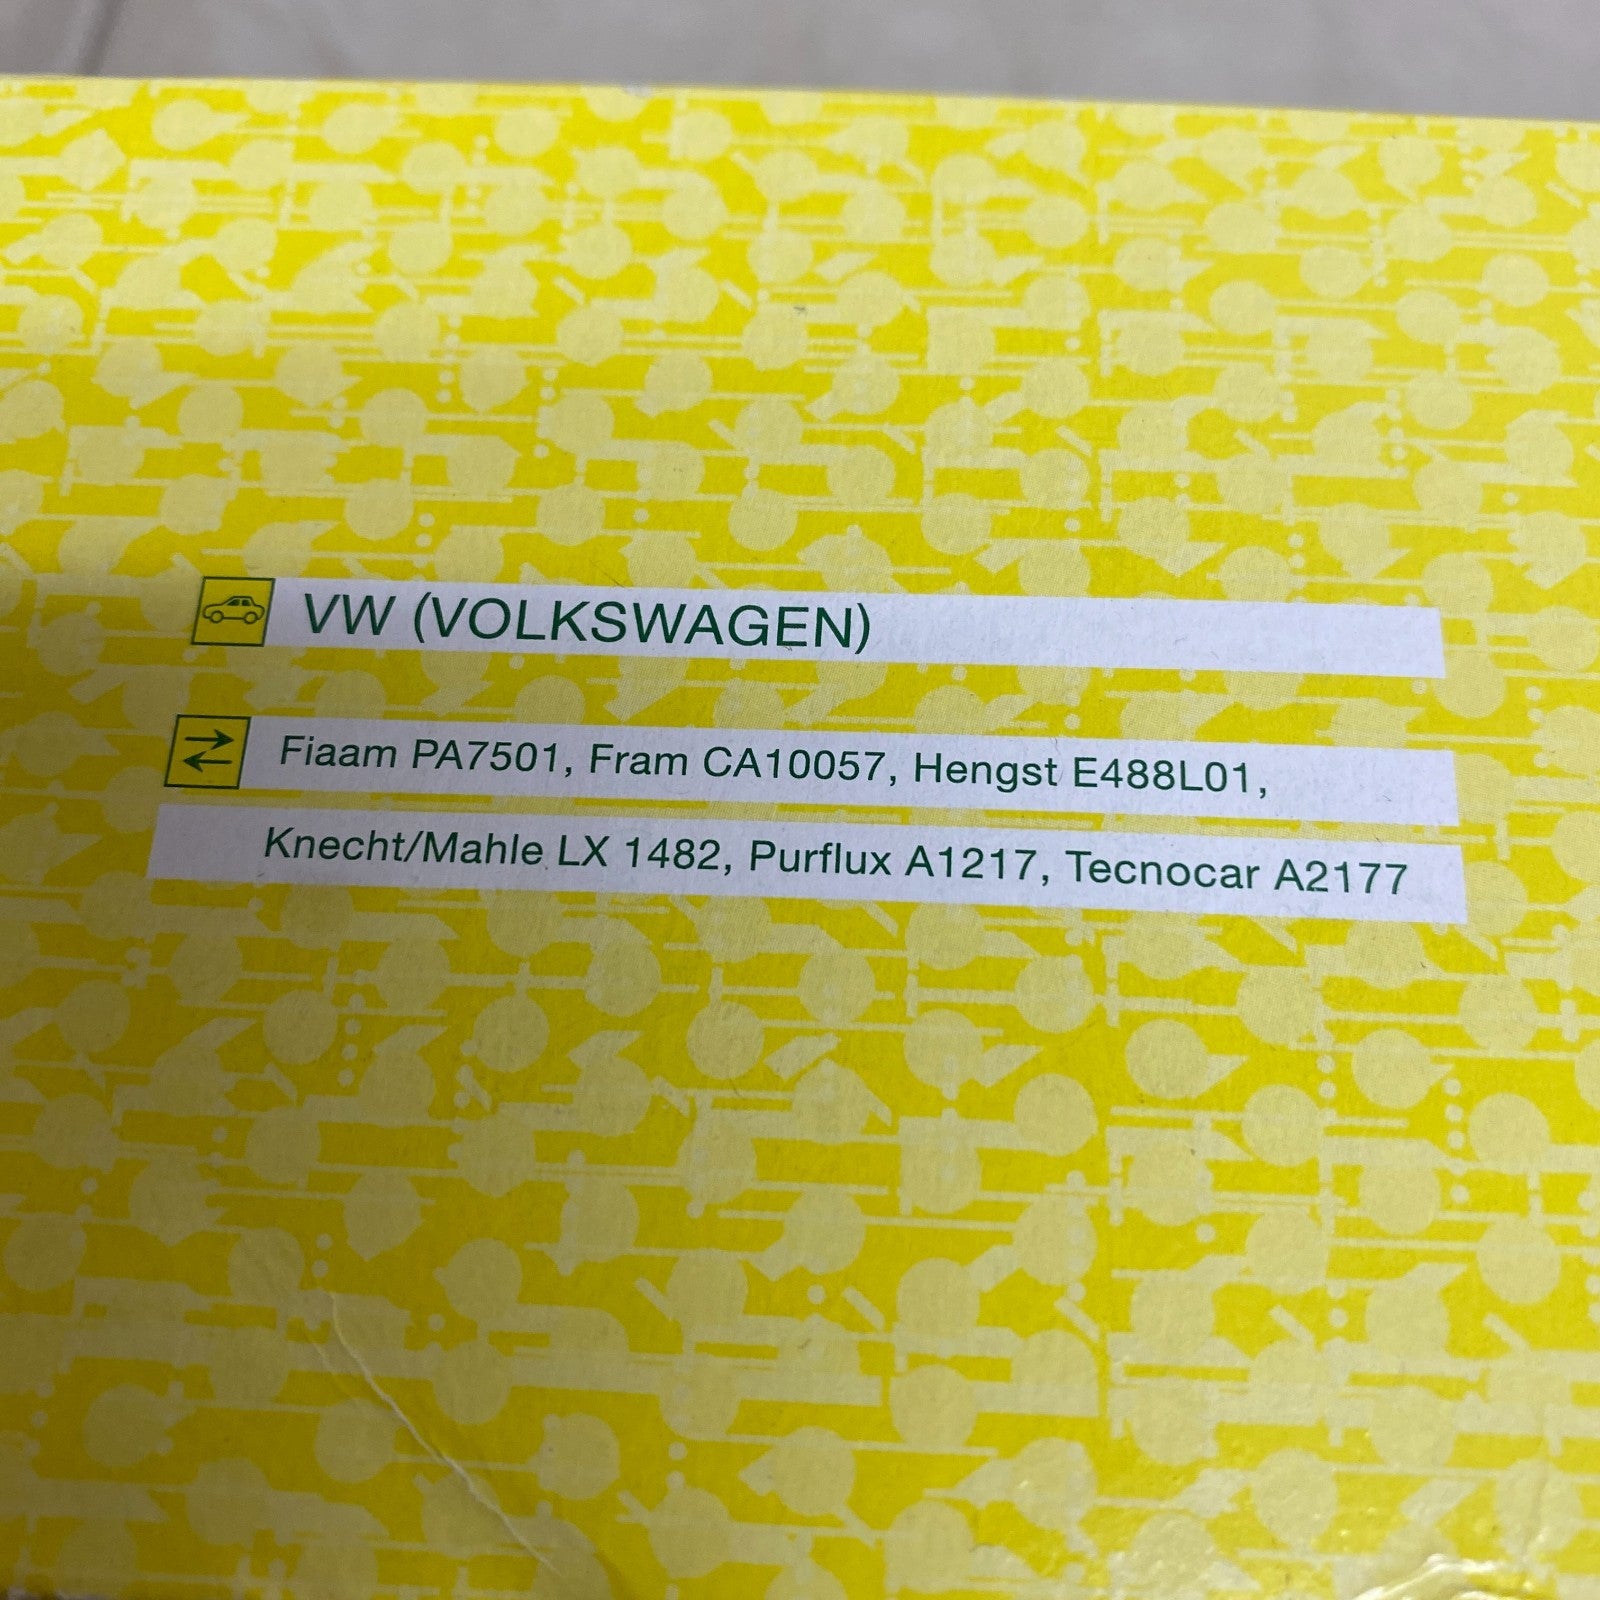 VW (VOLKSWAGEN)
Fiaam PA7501, Fram CA10057, Hengst E488L01,
Knecht/Mahle LX 1482, Purflux A1217, Tecnocar A2177